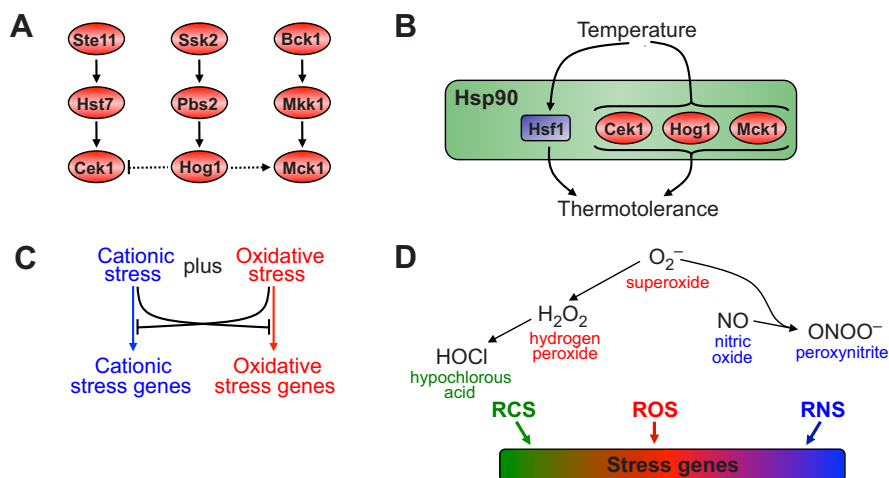 A
Ste11 Ssk2 Bck1
Hst7 Pbs2 Mkk1
Cek1 Hog1 Mck1
B
Temperature
Hsp90
Hsf1 Cek1 Hog1 Mck1
Thermotolerance
C
Cationic
stress
plus
Oxidative
stress
Cationic
stress genes
Oxidative
stress genes
D
O₂⁻
superoxide
H₂O₂
hydrogen
peroxide
HOCl
hypochlorous
acid
NO
nitric
oxide
ONOO⁻
peroxynitrite
RCS ROS RNS
Stress genes